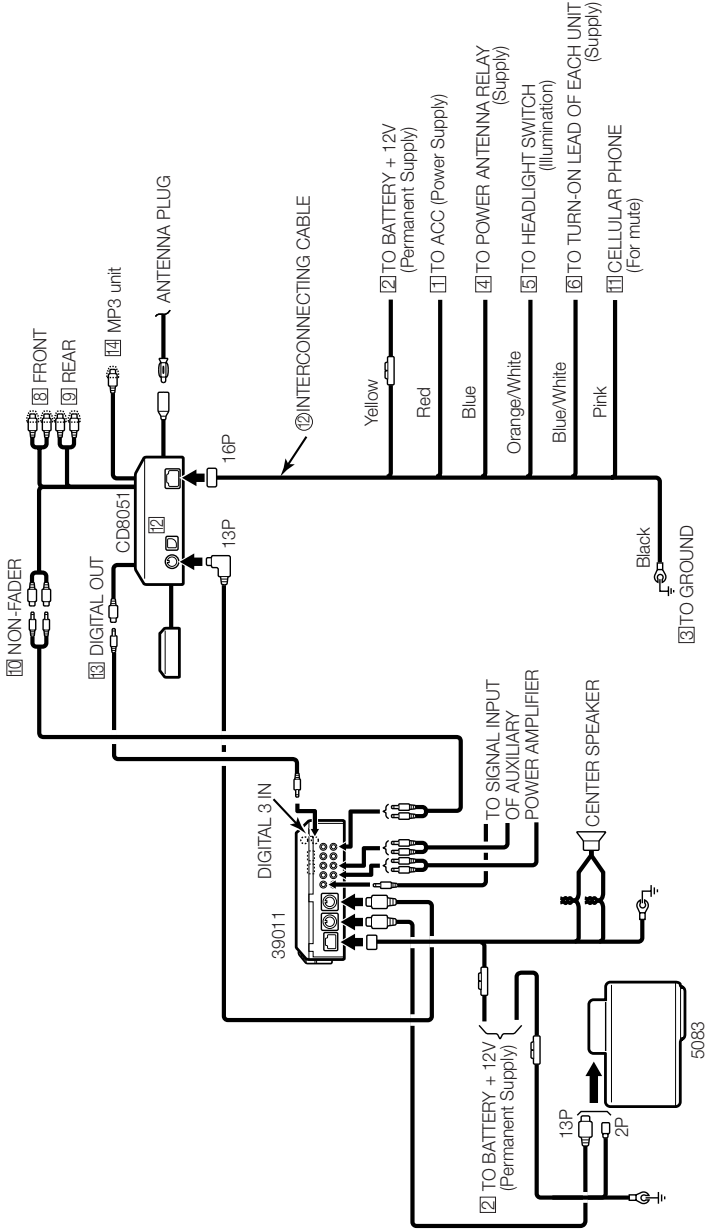 10 NON-FADER
13 DIGITAL OUT
8 FRONT
9 REAR
14 MP3 unit
ANTENNA PLUG
CD8051
12
13P
16P
⑫INTERCONNECTING CABLE
Yellow
2 TO BATTERY + 12V
(Permanent Supply)
Red
1 TO ACC (Power Supply)
Blue
4 TO POWER ANTENNA RELAY
(Supply)
Orange/White
5 TO HEADLIGHT SWITCH
(Illumination)
Blue/White
6 TO TURN-ON LEAD OF EACH UNIT
(Supply)
Pink
11 CELLULAR PHONE
(For mute)
Black
3 TO GROUND
DIGITAL 3 IN
39011
TO SIGNAL INPUT
OF AUXILIARY
POWER AMPLIFIER
CENTER SPEAKER
2 TO BATTERY + 12V
(Permanent Supply)
13P
2P
5083